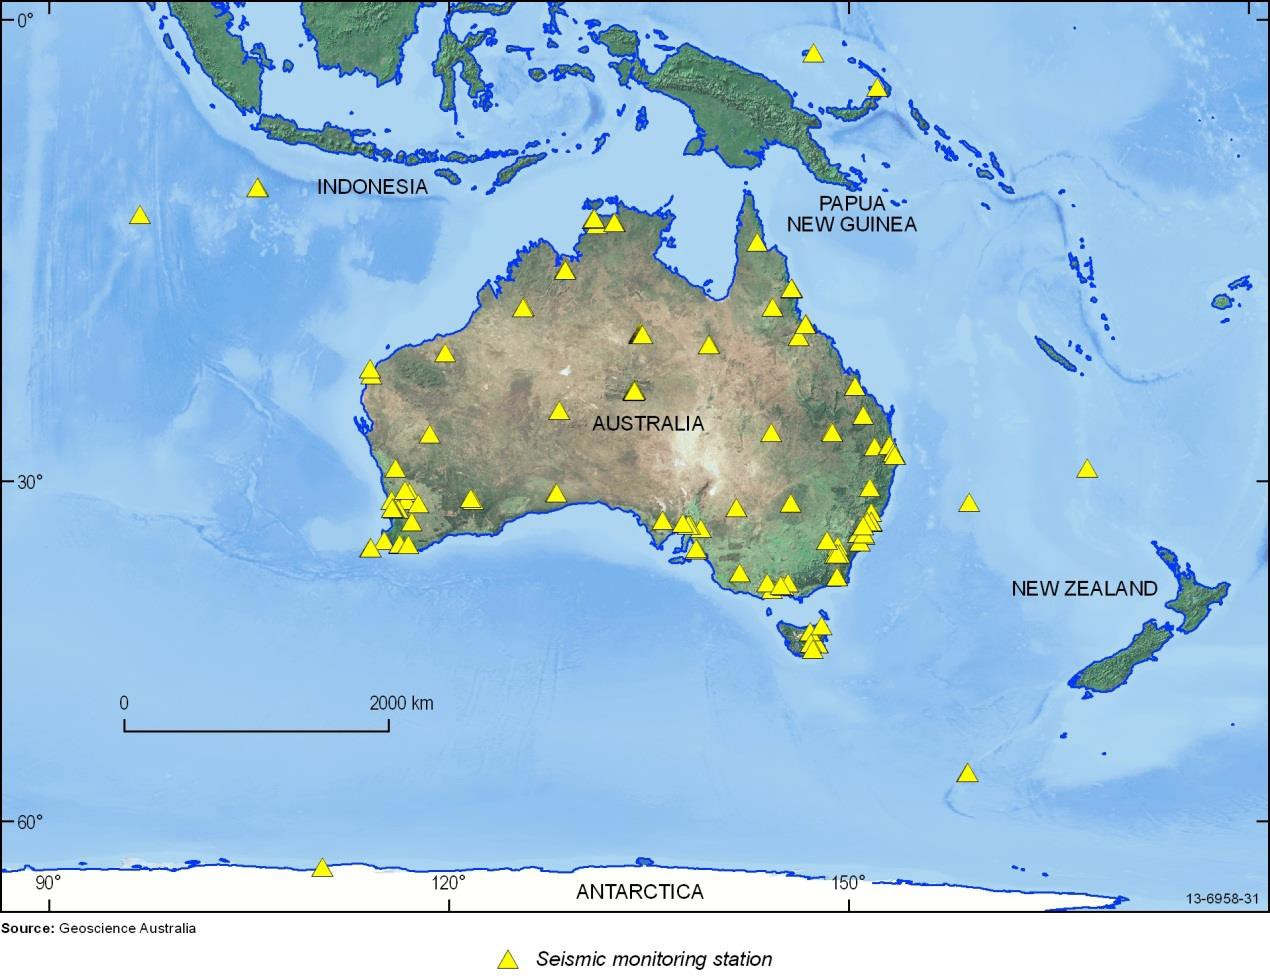 0°
INDONESIA
PAPUA
NEW GUINEA
AUSTRALIA
30°
NEW ZEALAND
0 2000 km
60°
90° 120° 150°
ANTARCTICA
13-6958-31
Source: Geoscience Australia
Seismic monitoring station